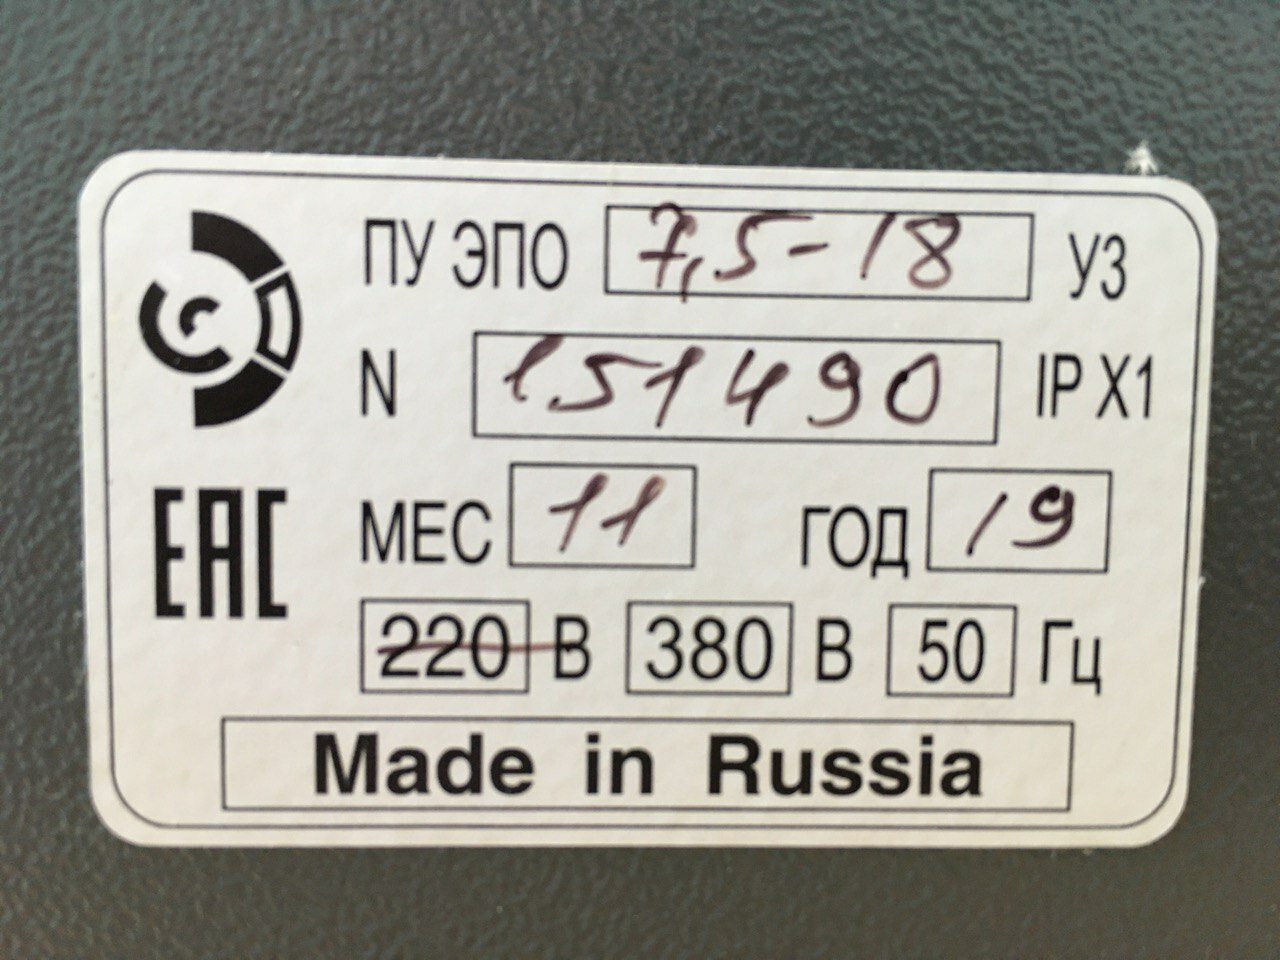 ПУ ЭПО 7,5-18 У3
N 151490 IP X1
ЕАС МЕС 11 ГОД 19
220 В 380 В 50 Гц
Made in Russia